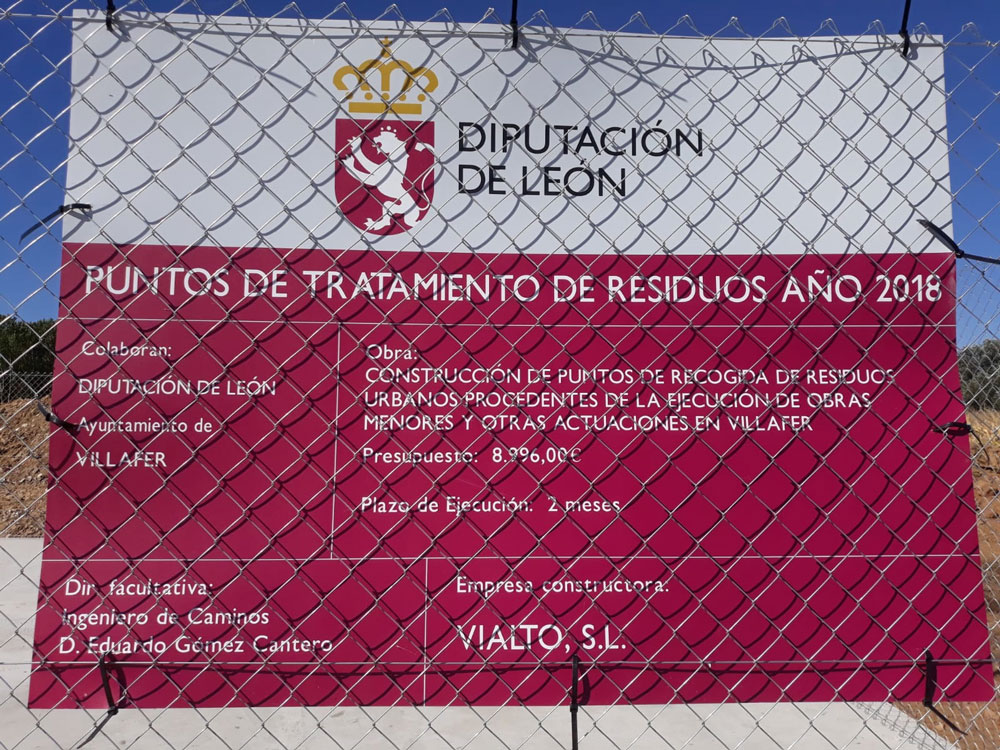 DIPUTACIÓN
DE LEÓN
PUNTOS DE TRATAMIENTO DE RESIDUOS AÑO 2018
Colaboran:
DIPUTACIÓN DE LEÓN
Ayuntamiento de
VILLAFER
Obra:
CONSTRUCCIÓN DE PUNTOS DE RECOGIDA DE RESIDUOS
URBANOS PROCEDENTES DE LA EJECUCIÓN DE OBRAS
MENORES Y OTRAS ACTUACIONES EN VILLAFER
Presupuesto: 8.996,00€
Plazo de Ejecución: 2 meses
Dir. facultativa:
Ingeniero de Caminos
D. Eduardo Gómez Cantero
Empresa constructora:
VIALTO, S.L.